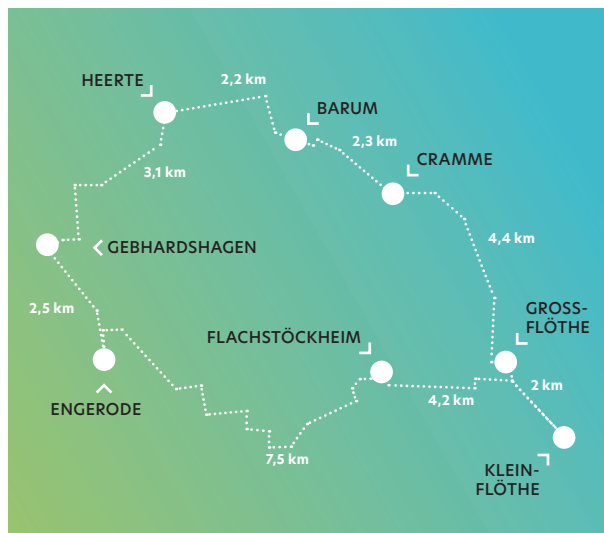 HEERTE
2,2 km
BARUM
2,3 km
CRAMME
3,1 km
4,4 km
GEBHARDSHAGEN
2,5 km
GROSS-
FLÖTHE
FLACHSTÖCKHEIM
4,2 km
2 km
ENGERODE
7,5 km
KLEIN-
FLÖTHE